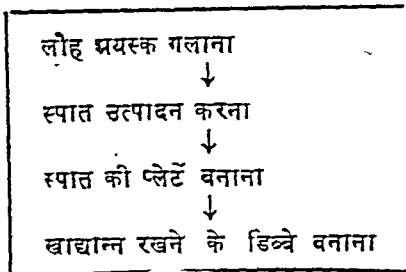 लोह अयस्क गलाना
↓
स्पात उत्पादन करना
↓
स्पात की प्लेटें बनाना
↓
खाद्यान्न रखने के डिब्बे बनाना